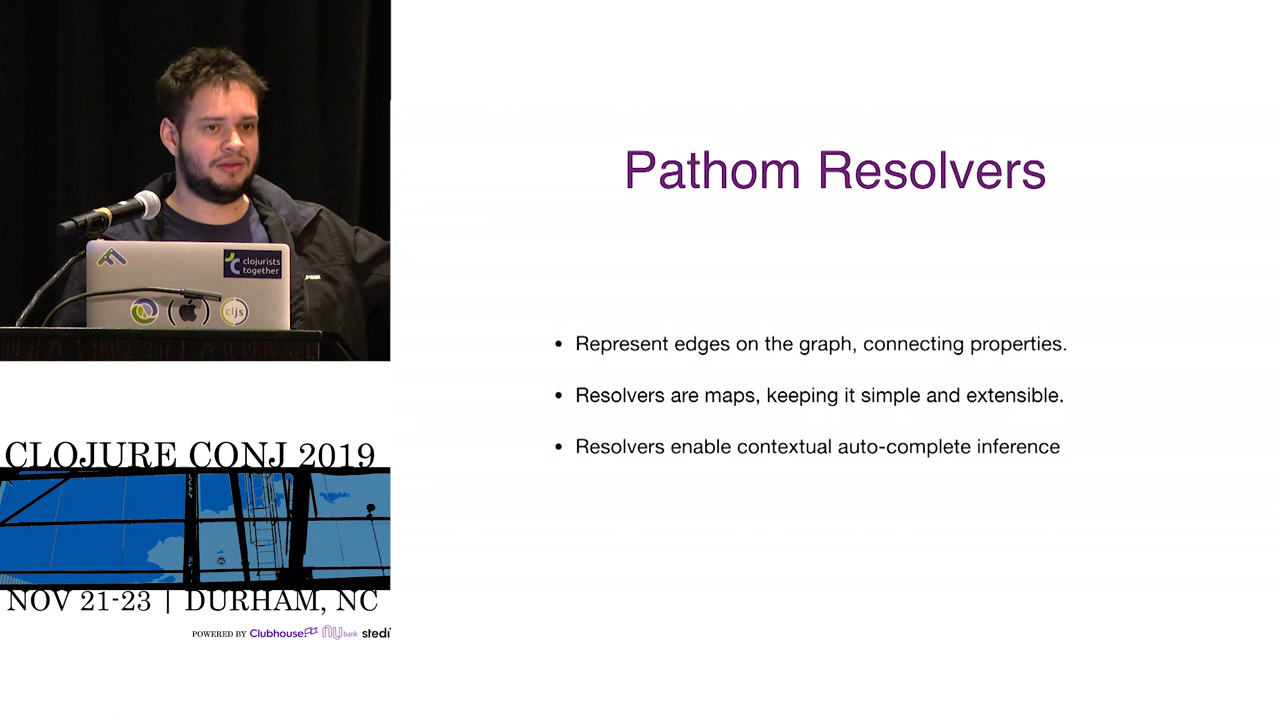 Pathom Resolvers
• Represent edges on the graph, connecting properties.
• Resolvers are maps, keeping it simple and extensible.
• Resolvers enable contextual auto-complete inference
clojurists
together
cljs
CLOJURE CONJ 2019
NOV 21-23 | DURHAM, NC
POWERED BY Clubhouse nu bank stedi